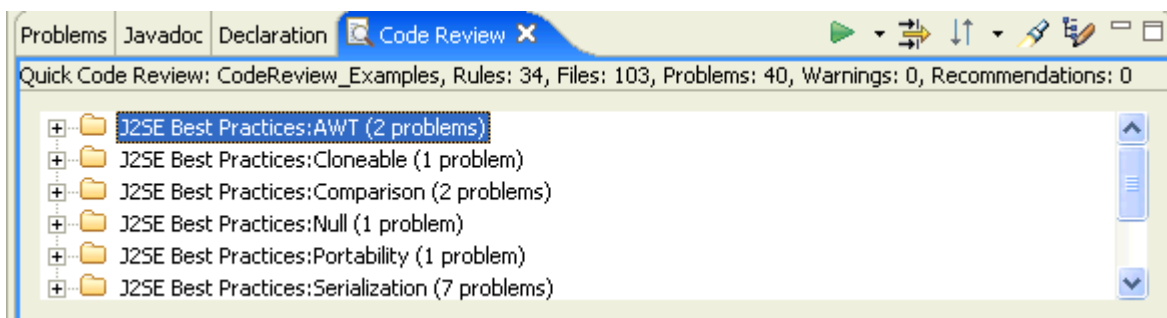 Problems Javadoc Declaration Code Review
Quick Code Review: CodeReview_Examples, Rules: 34, Files: 103, Problems: 40, Warnings: 0, Recommendations: 0
J2SE Best Practices:AWT (2 problems)
J2SE Best Practices:Cloneable (1 problem)
J2SE Best Practices:Comparison (2 problems)
J2SE Best Practices:Null (1 problem)
J2SE Best Practices:Portability (1 problem)
J2SE Best Practices:Serialization (7 problems)